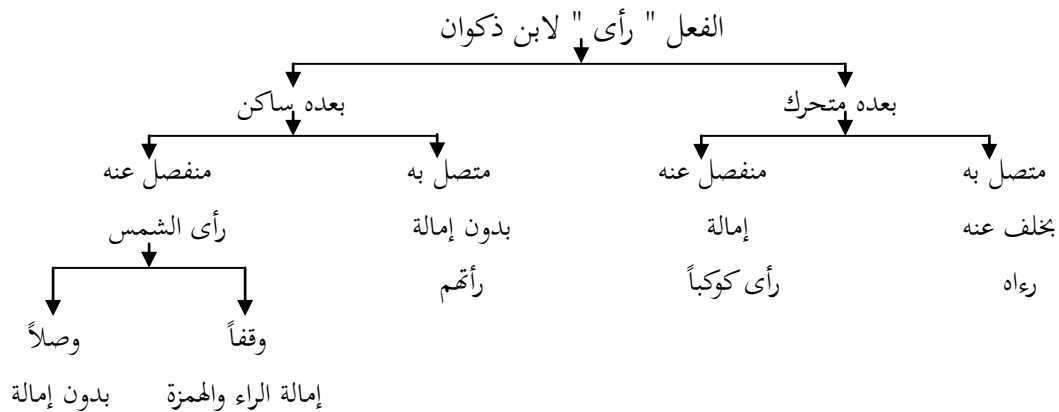 الفعل " رأى " لابن ذكوان
بعده متحرك بعده ساكن
متصل به منفصل عنه متصل به منفصل عنه
بخلف عنه إمالة بدون إمالة رأى الشمس
رءاه رأى كوكباً رأتهم
وقفاً وصلاً
إمالة الراء والهمزة بدون إمالة